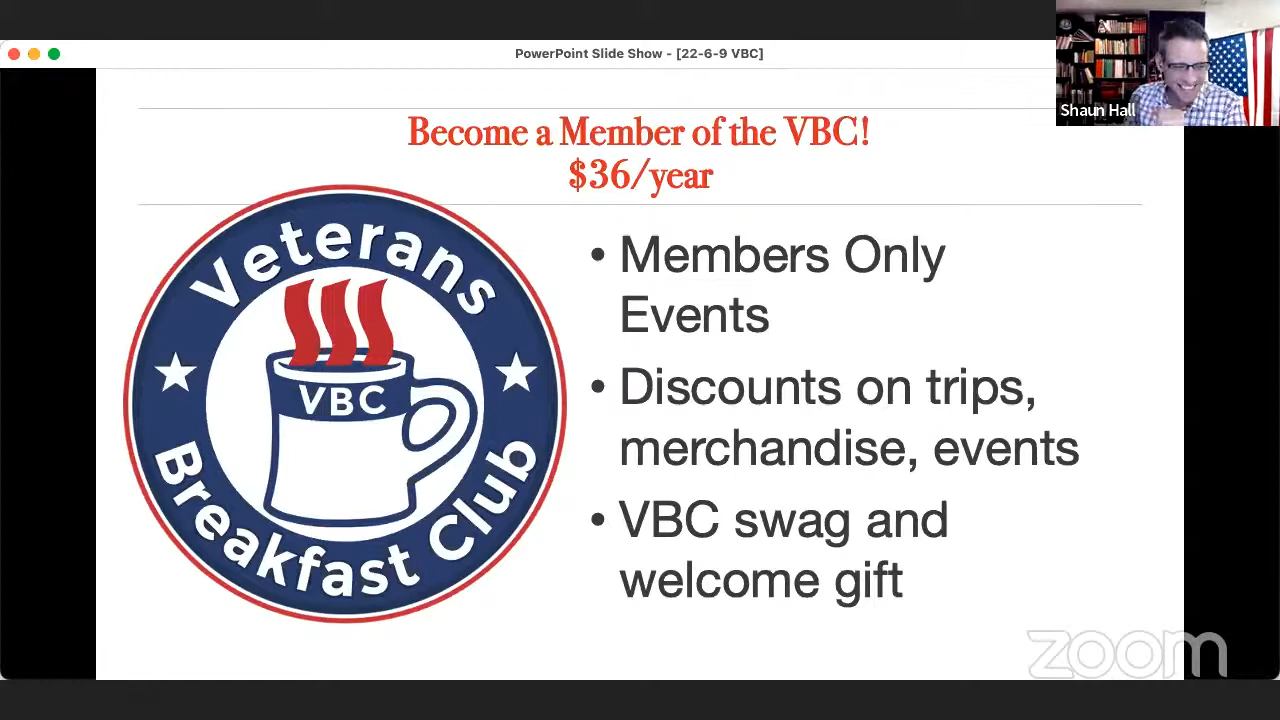 PowerPoint Slide Show - [22-6-9 VBC]
Shaun Hall
Become a Member of the VBC!
$36/year
Veterans
VBC
Breakfast Club
• Members Only
Events
• Discounts on trips,
merchandise, events
• VBC swag and
welcome gift
zoom